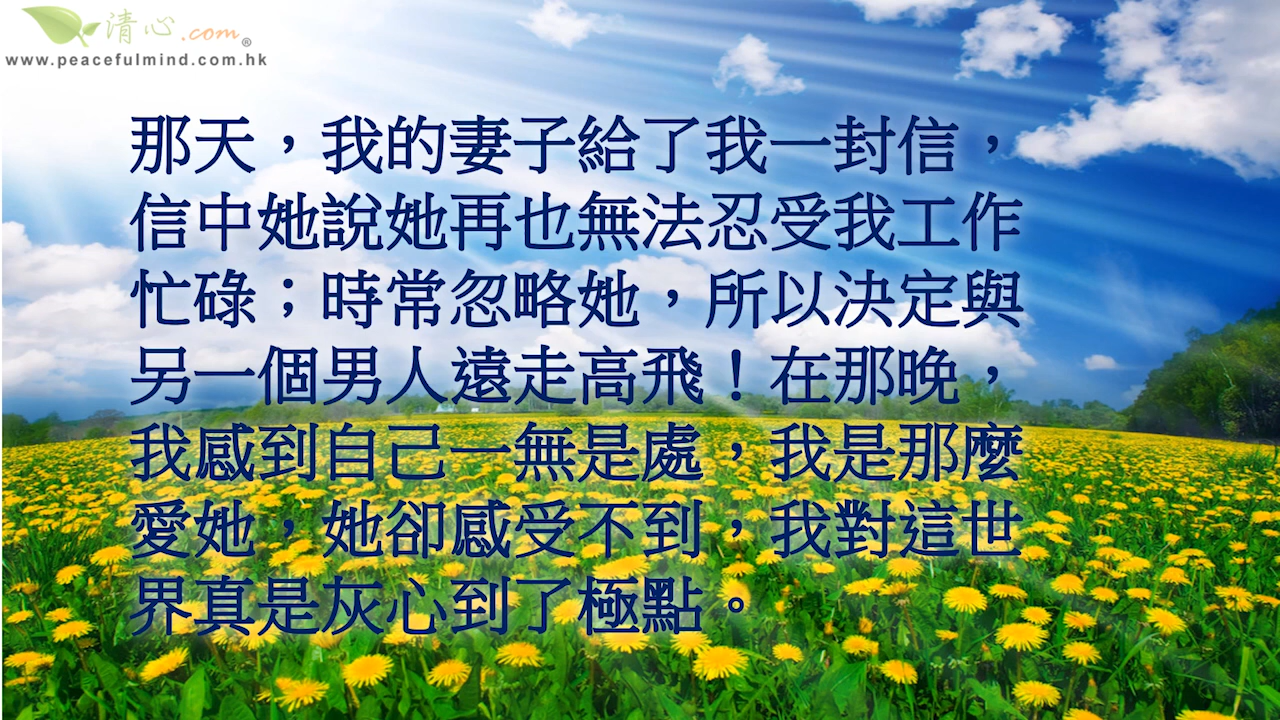 清心.com®
www.peacefulmind.com.hk
那天，我的妻子給了我一封信，
信中她說她再也無法忍受我工作
忙碌；時常忽略她，所以決定與
另一個男人遠走高飛！在那晚，
我感到自己一無是處，我是那麼
愛她，她卻感受不到，我對這世
界真是灰心到了極點。